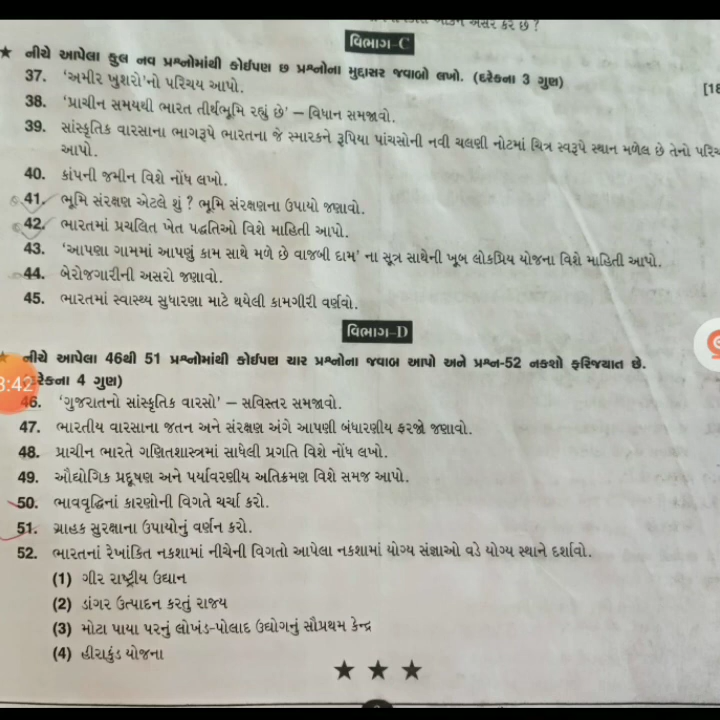 અસર કરે છે ?
વિભાગ-C
★ નીચે આપેલા કુલ નવ પ્રશ્નોમાંથી કોઈપણ છ પ્રશ્નોના મુદ્દાસર જવાબો લખો. (દરેકના 3 ગુણ) [18
37. ‘અમીર ખુશરો’નો પરિચય આપો.
38. ‘પ્રાચીન સમયથી ભારત તીર્થભૂમિ રહ્યું છે’ – વિધાન સમજાવો.
39. સાંસ્કૃતિક વારસાના ભાગરૂપે ભારતના જે સ્મારકને રૂપિયા પાંચસોની નવી ચલણી નોટમાં ચિત્ર સ્વરૂપે સ્થાન મળેલ છે તેનો પરિચ
આપો.
40. કાંપની જમીન વિશે નોંધ લખો.
41. ભૂમિ સંરક્ષણ એટલે શું ? ભૂમિ સંરક્ષણના ઉપાયો જણાવો.
42. ભારતમાં પ્રચલિત ખેત પદ્ધતિઓ વિશે માહિતી આપો.
43. ‘આપણા ગામમાં આપણું કામ સાથે મળે છે વાજબી દામ’ ના સૂત્ર સાથેની ખૂબ લોકપ્રિય યોજના વિશે માહિતી આપો.
44. બેરોજગારીની અસરો જણાવો.
45. ભારતમાં સ્વાસ્થ્ય સુધારણા માટે થયેલી કામગીરી વર્ણવો.
વિભાગ-D
★ નીચે આપેલા 46થી 51 પ્રશ્નોમાંથી કોઈપણ ચાર પ્રશ્નોના જવાબ આપો અને પ્રશ્ન-52 નકશો ફરિજયાત છે.
3:42 રેકના 4 ગુણ)
46. ‘ગુજરાતનો સાંસ્કૃતિક વારસો’ – સવિસ્તર સમજાવો.
47. ભારતીય વારસાના જતન અને સંરક્ષણ અંગે આપણી બંધારણીય ફરજો જણાવો.
48. પ્રાચીન ભારતે ગણિતશાસ્ત્રમાં સાધેલી પ્રગતિ વિશે નોંધ લખો.
49. ઔદ્યોગિક પ્રદૂષણ અને પર્યાવરણીય અતિક્રમણ વિશે સમજ આપો.
50. ભાવવૃદ્ધિનાં કારણોની વિગતે ચર્ચા કરો.
51. ગ્રાહક સુરક્ષાના ઉપાયોનું વર્ણન કરો.
52. ભારતનાં રેખાંકિત નકશામાં નીચેની વિગતો આપેલા નકશામાં યોગ્ય સંજ્ઞાઓ વડે યોગ્ય સ્થાને દર્શાવો.
(1) ગીર રાષ્ટ્રીય ઉદ્યાન
(2) ડાંગર ઉત્પાદન કરતું રાજ્ય
(3) મોટા પાયા પરનું લોખંડ-પોલાદ ઉદ્યોગનું સૌપ્રથમ કેન્દ્ર
(4) હીરાકુંડ યોજના
★ ★ ★